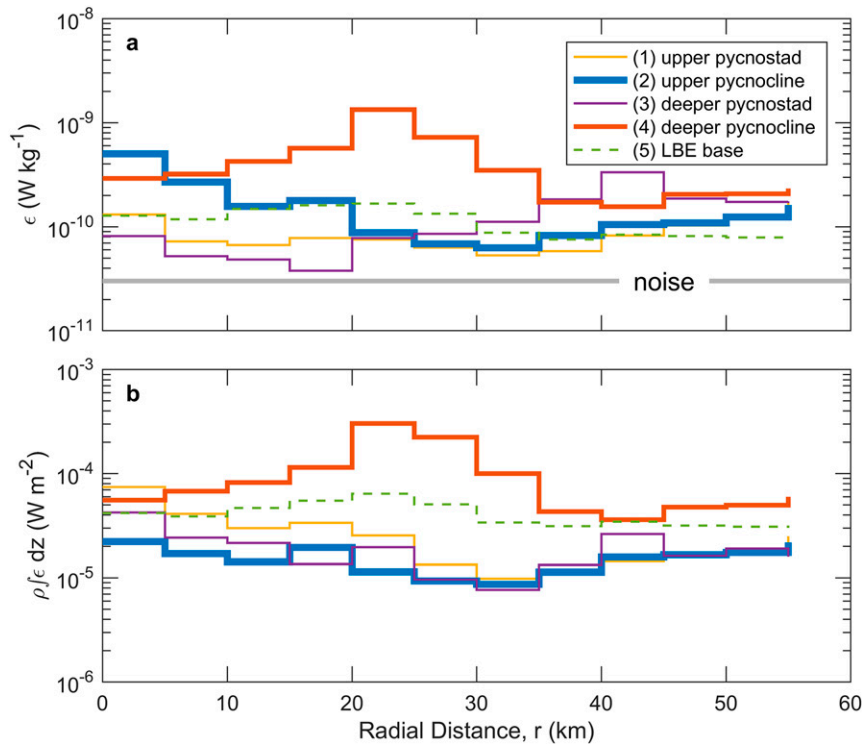 10⁻⁸
a
(1) upper pycnostad
(2) upper pycnocline
(3) deeper pycnostad
(4) deeper pycnocline
(5) LBE base
10⁻⁹
ϵ (W kg⁻¹)
10⁻¹⁰
noise
10⁻¹¹
10⁻³
b
10⁻⁴
ρ∫ϵ dz (W m⁻²)
10⁻⁵
10⁻⁶
0 10 20 30 40 50 60
Radial Distance, r (km)